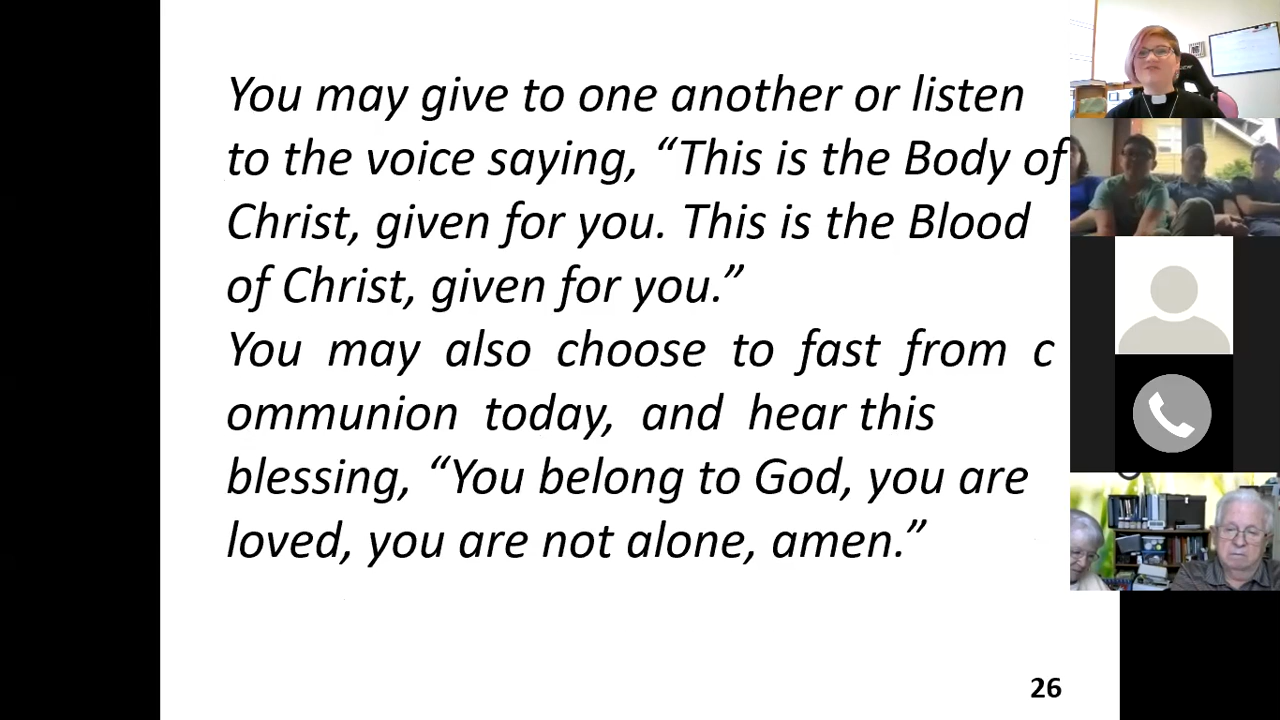 You may give to one another or listen
to the voice saying, “This is the Body of
Christ, given for you. This is the Blood
of Christ, given for you.”
You may also choose to fast from c
ommunion today, and hear this
blessing, “You belong to God, you are
loved, you are not alone, amen.”
26